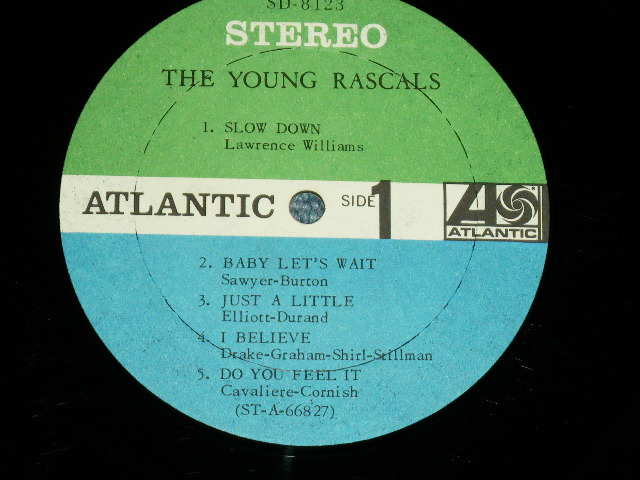 SD-8123
STEREO
THE YOUNG RASCALS
1. SLOW DOWN
Lawrence Williams
ATLANTIC SIDE 1
ATLANTIC
2. BABY LET'S WAIT
Sawyer-Burton
3. JUST A LITTLE
Elliott-Durand
4. I BELIEVE
Drake-Graham-Shirl-Stillman
5. DO YOU FEEL IT
Cavaliere-Cornish
(ST-A-66827)